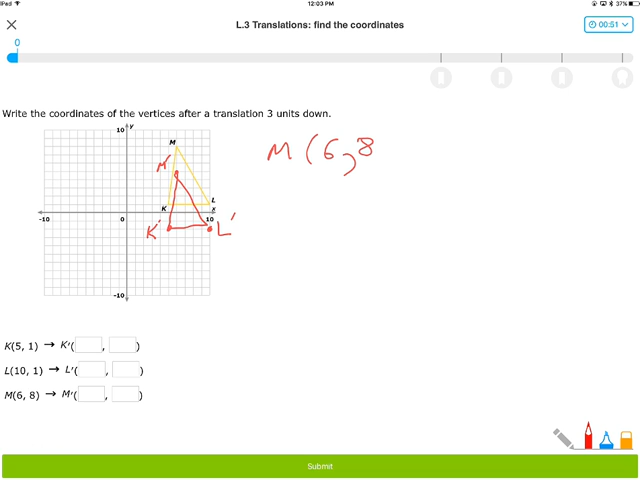 iPad
12:03 PM
37%
L.3 Translations: find the coordinates
00:51
0
Write the coordinates of the vertices after a translation 3 units down.
10
y
M
M (6,8
M'
K
L
x
-10
0
10
K'
L'
-10
K(5, 1) → K'( , )
L(10, 1) → L'( , )
M(6, 8) → M'( , )
Submit